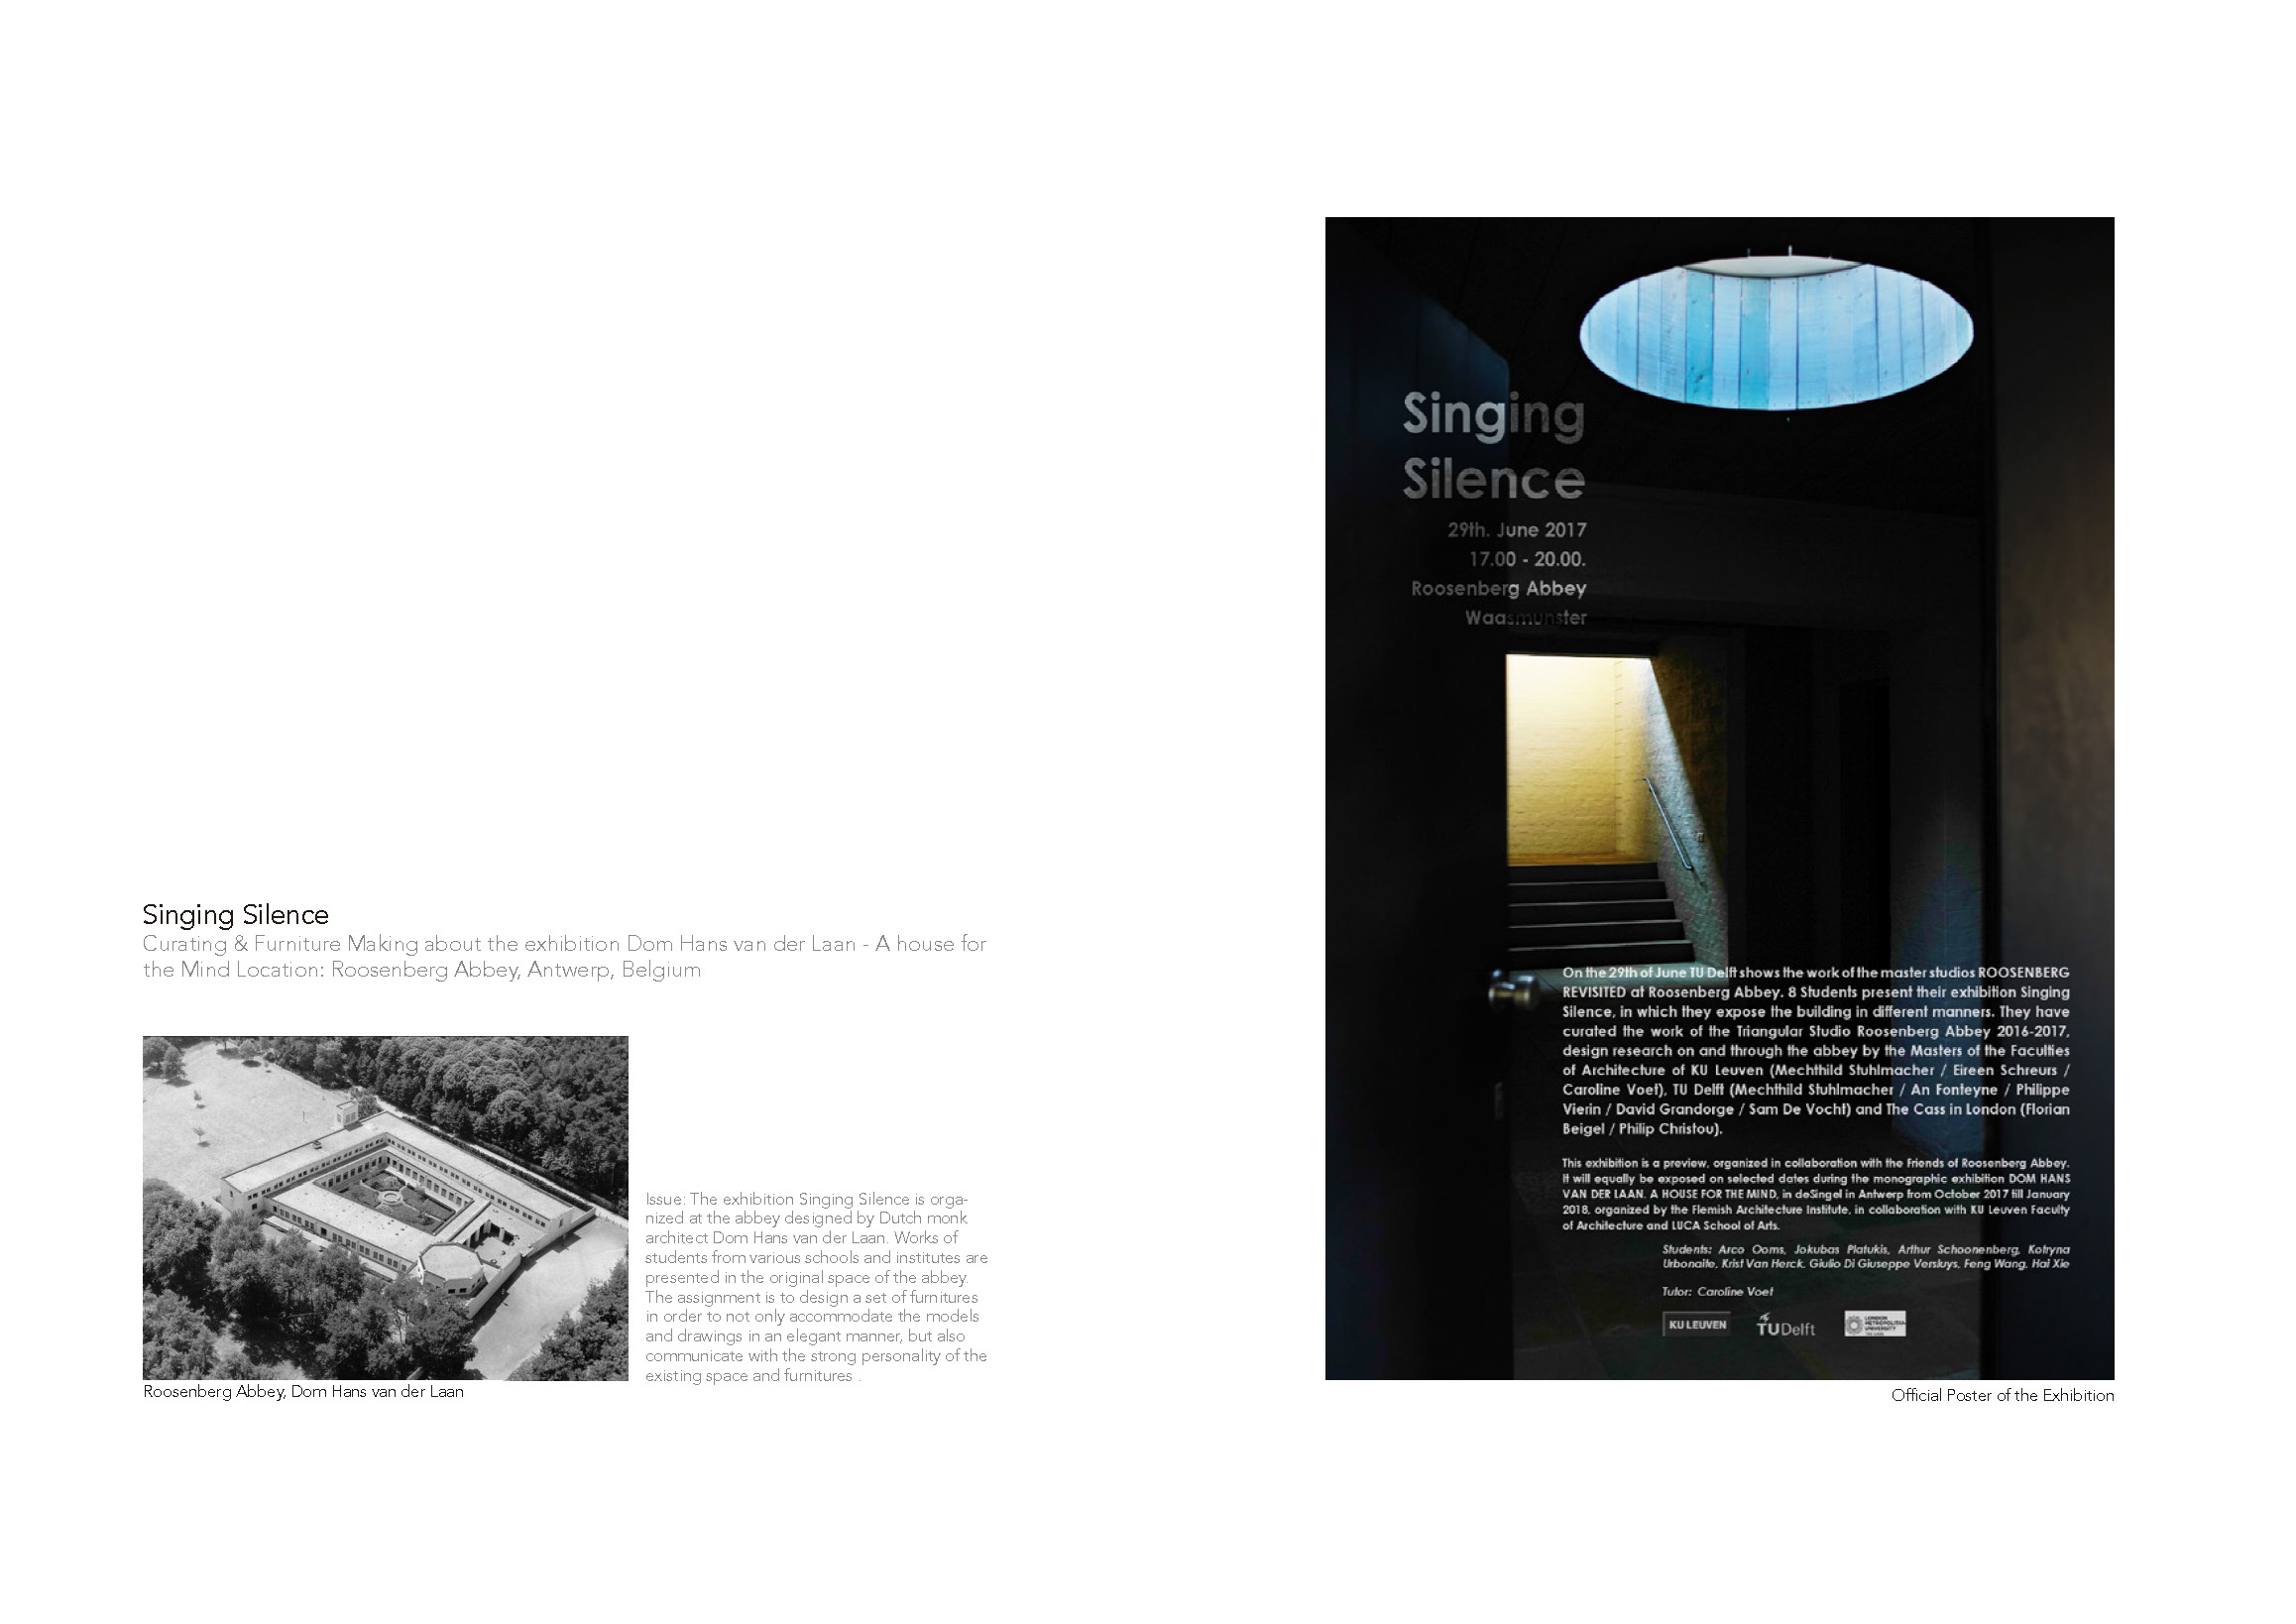 Singing Silence
Curating & Furniture Making about the exhibition Dom Hans van der Laan - A house for
the Mind Location: Roosenberg Abbey, Antwerp, Belgium
Roosenberg Abbey, Dom Hans van der Laan
Issue: The exhibition Singing Silence is orga-
nized at the abbey designed by Dutch monk
architect Dom Hans van der Laan. Works of
students from various schools and institutes are
presented in the original space of the abbey.
The assignment is to design a set of furnitures
in order to not only accommodate the models
and drawings in an elegant manner, but also
communicate with the strong personality of the
existing space and furnitures .
Singing
Silence
29th. June 2017
17.00 - 20.00.
Roosenberg Abbey
Waasmunster
On the 29th of June TU Delft shows the work of the master studios ROOSENBERG
REVISITED at Roosenberg Abbey. 8 Students present their exhibition Singing
Silence, in which they expose the building in different manners. They have
curated the work of the Triangular Studio Roosenberg Abbey 2016-2017,
design research on and through the abbey by the Masters of the Faculties
of Architecture of KU Leuven (Mechthild Stuhlmacher / Eireen Schreurs /
Caroline Voet), TU Delft (Mechthild Stuhlmacher / An Fonteyne / Philippe
Vierin / David Grandorge / Sam De Vocht) and The Cass in London (Florian
Beigel / Philip Christou).
This exhibition is a preview, organized in collaboration with the Friends of Roosenberg Abbey.
It will equally be exposed on selected dates during the monographic exhibition DOM HANS
VAN DER LAAN. A HOUSE FOR THE MIND, in deSingel in Antwerp from October 2017 till January
2018, organized by the Flemish Architecture Institute, in collaboration with KU Leuven Faculty
of Architecture and LUCA School of Arts.
Students: Arco Ooms, Jokubas Platukis, Arthur Schoonenberg, Kotryna
Urbonaite, Krist Van Herck, Giulio Di Giuseppe Versluys, Feng Wang, Hai Xie
Tutor: Caroline Voet
KU LEUVEN
TUDelft
LONDON
METROPOLITAN
UNIVERSITY
Official Poster of the Exhibition